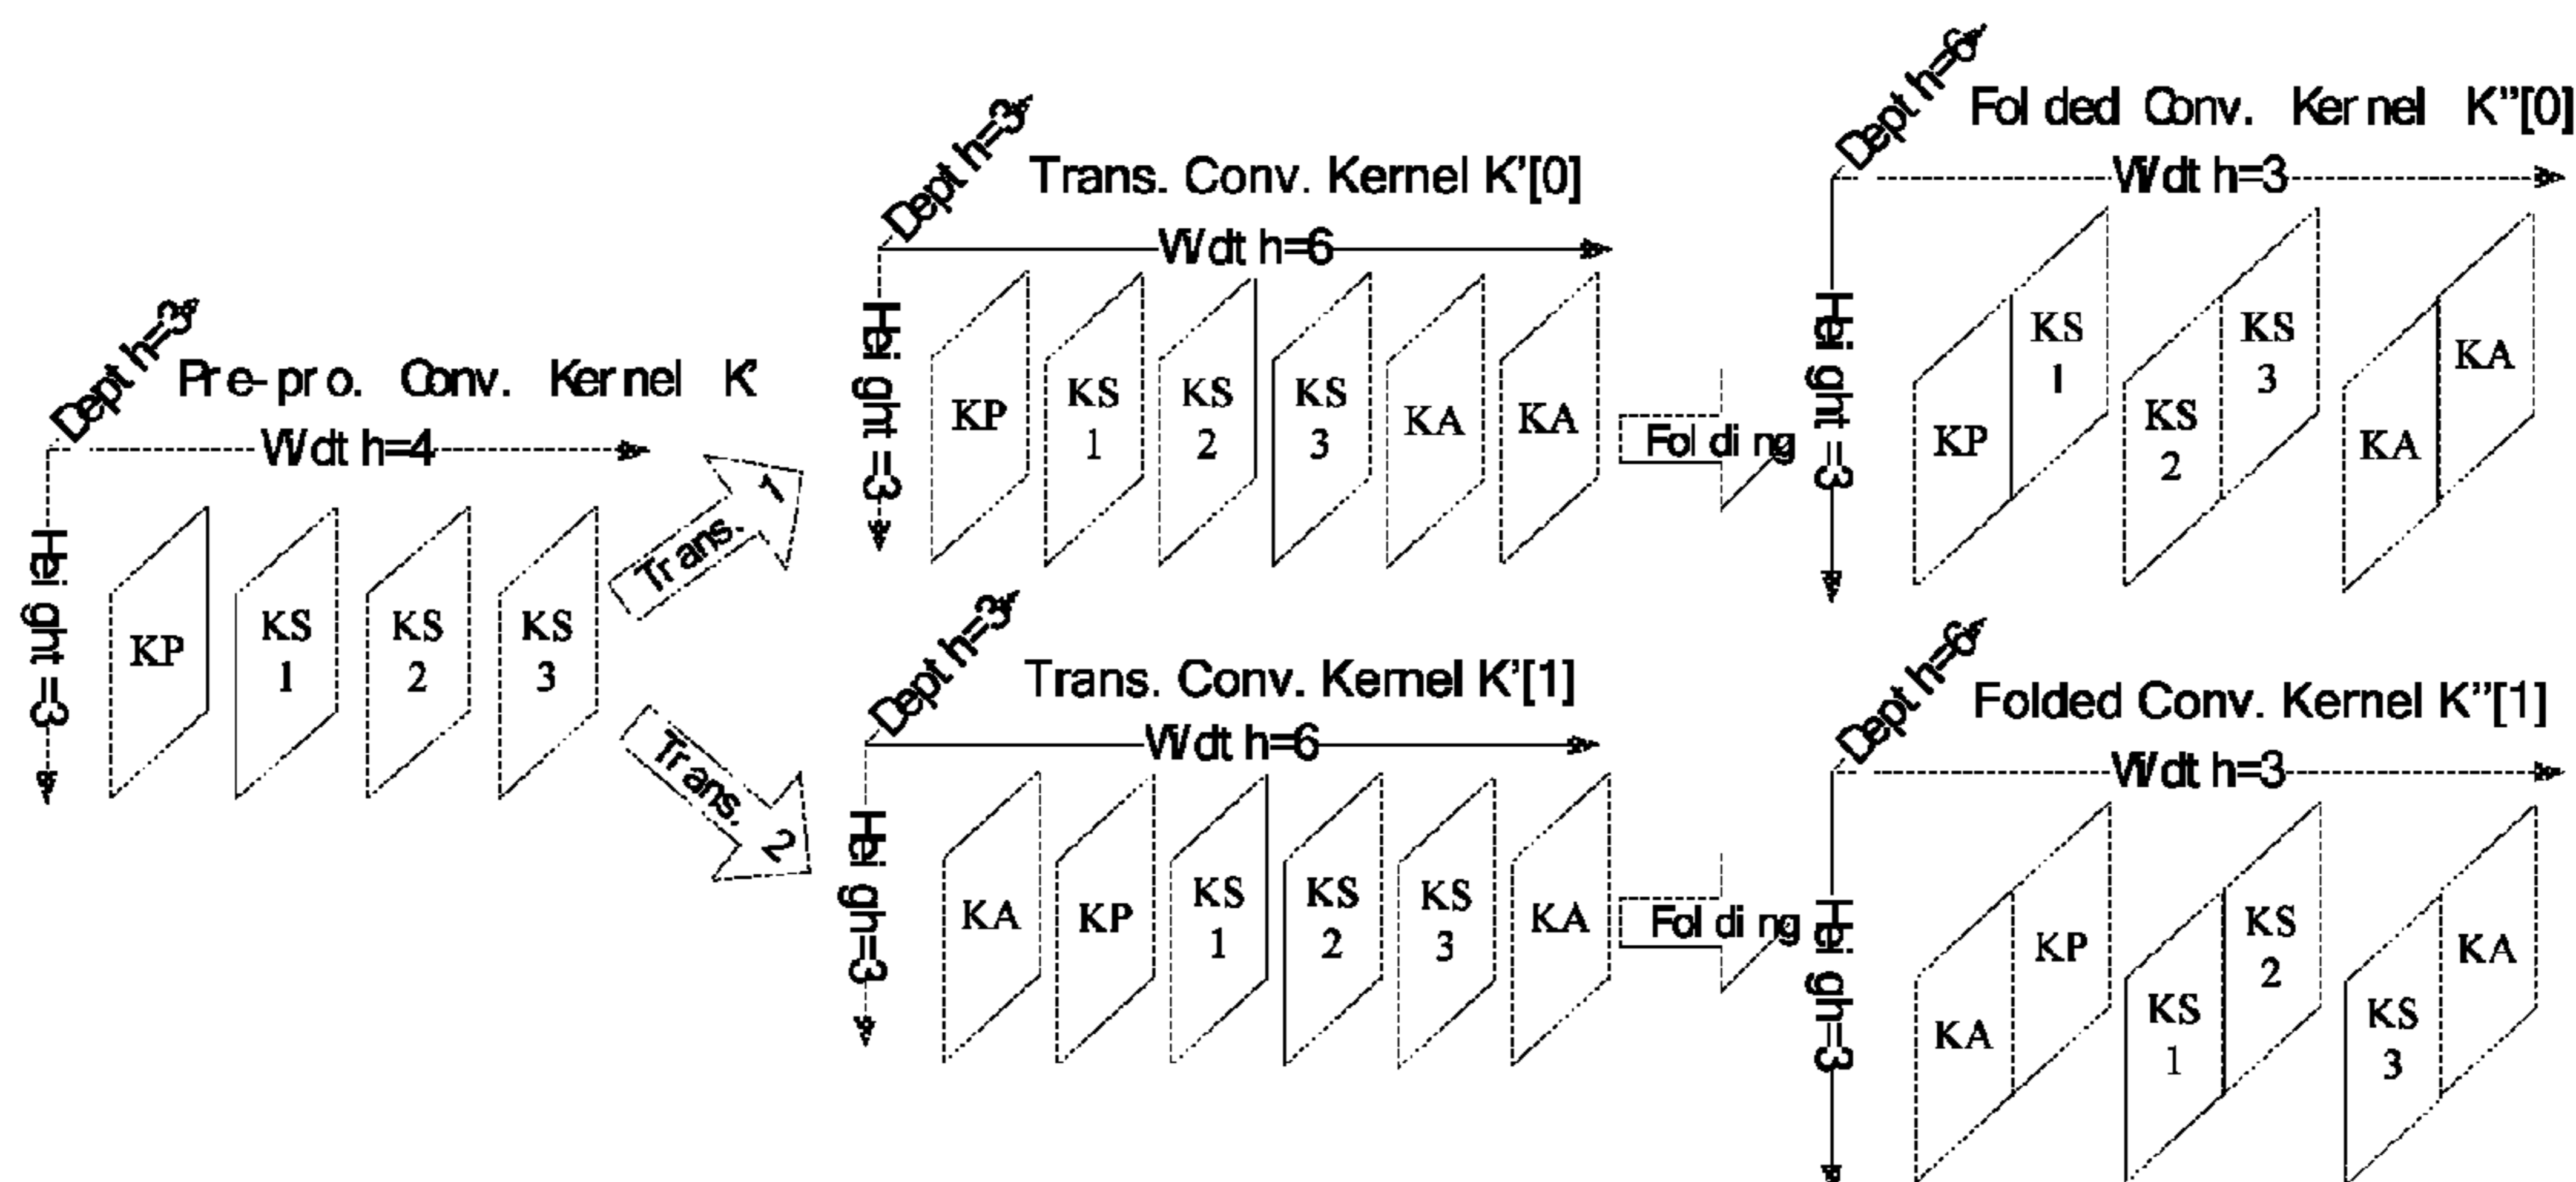 Depth=3
Pre-pro. Conv. Kernel K'
Width=4
Height=3
KP
KS 1
KS 2
KS 3
Trans. 1
Trans. 2
Depth=3
Trans. Conv. Kernel K'[0]
Width=6
Height=3
KP
KS 1
KS 2
KS 3
KA
KA
Folding
Depth=6
Folded Conv. Kernel K"[0]
Width=3
Height=3
KP
KS 1
KS 2
KS 3
KA
KA
Depth=3
Trans. Conv. Kernel K'[1]
Width=6
Heigh=3
KA
KP
KS 1
KS 2
KS 3
KA
Folding
Depth=6
Folded Conv. Kernel K"[1]
Width=3
Heigh=3
KA
KP
KS 1
KS 2
KS 3
KA